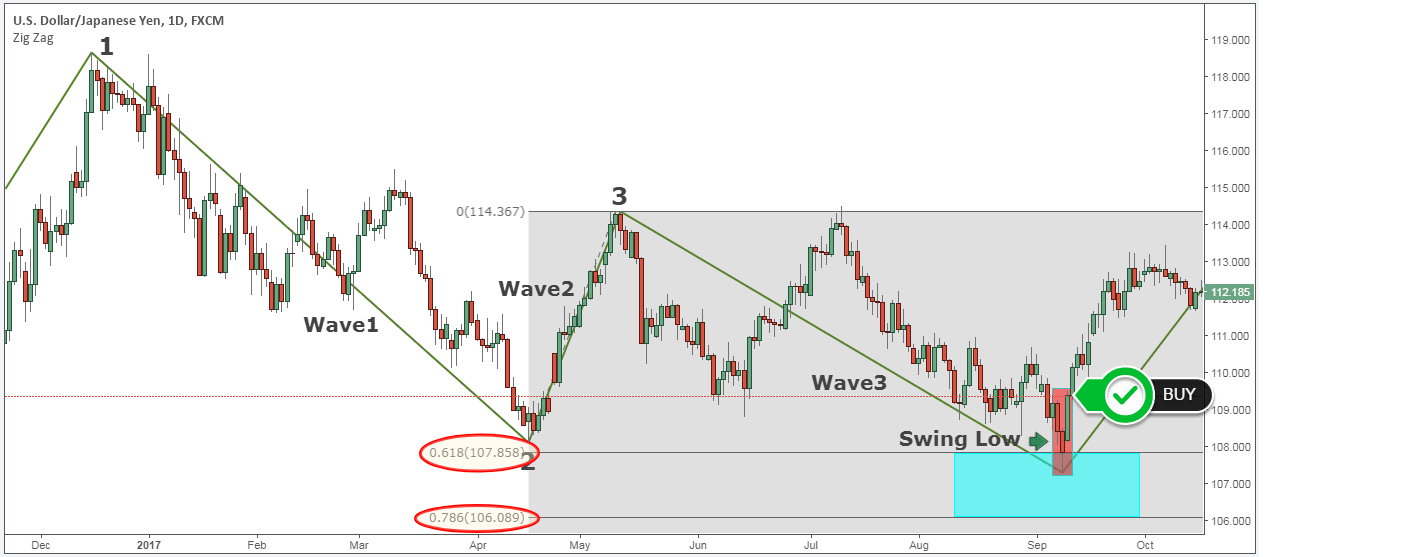 U.S. Dollar/Japanese Yen, 1D, FXCM
Zig Zag
1
3
0(114.367)
Wave2
Wave1
Wave3
BUY
Swing Low
0.618(107.858)
2
0.786(106.089)
119.000
118.000
117.000
116.000
115.000
114.000
113.000
112.185
112.000
111.000
110.000
109.000
108.000
107.000
106.000
Dec 2017 Feb Mar Apr May Jun Jul Aug Sep Oct